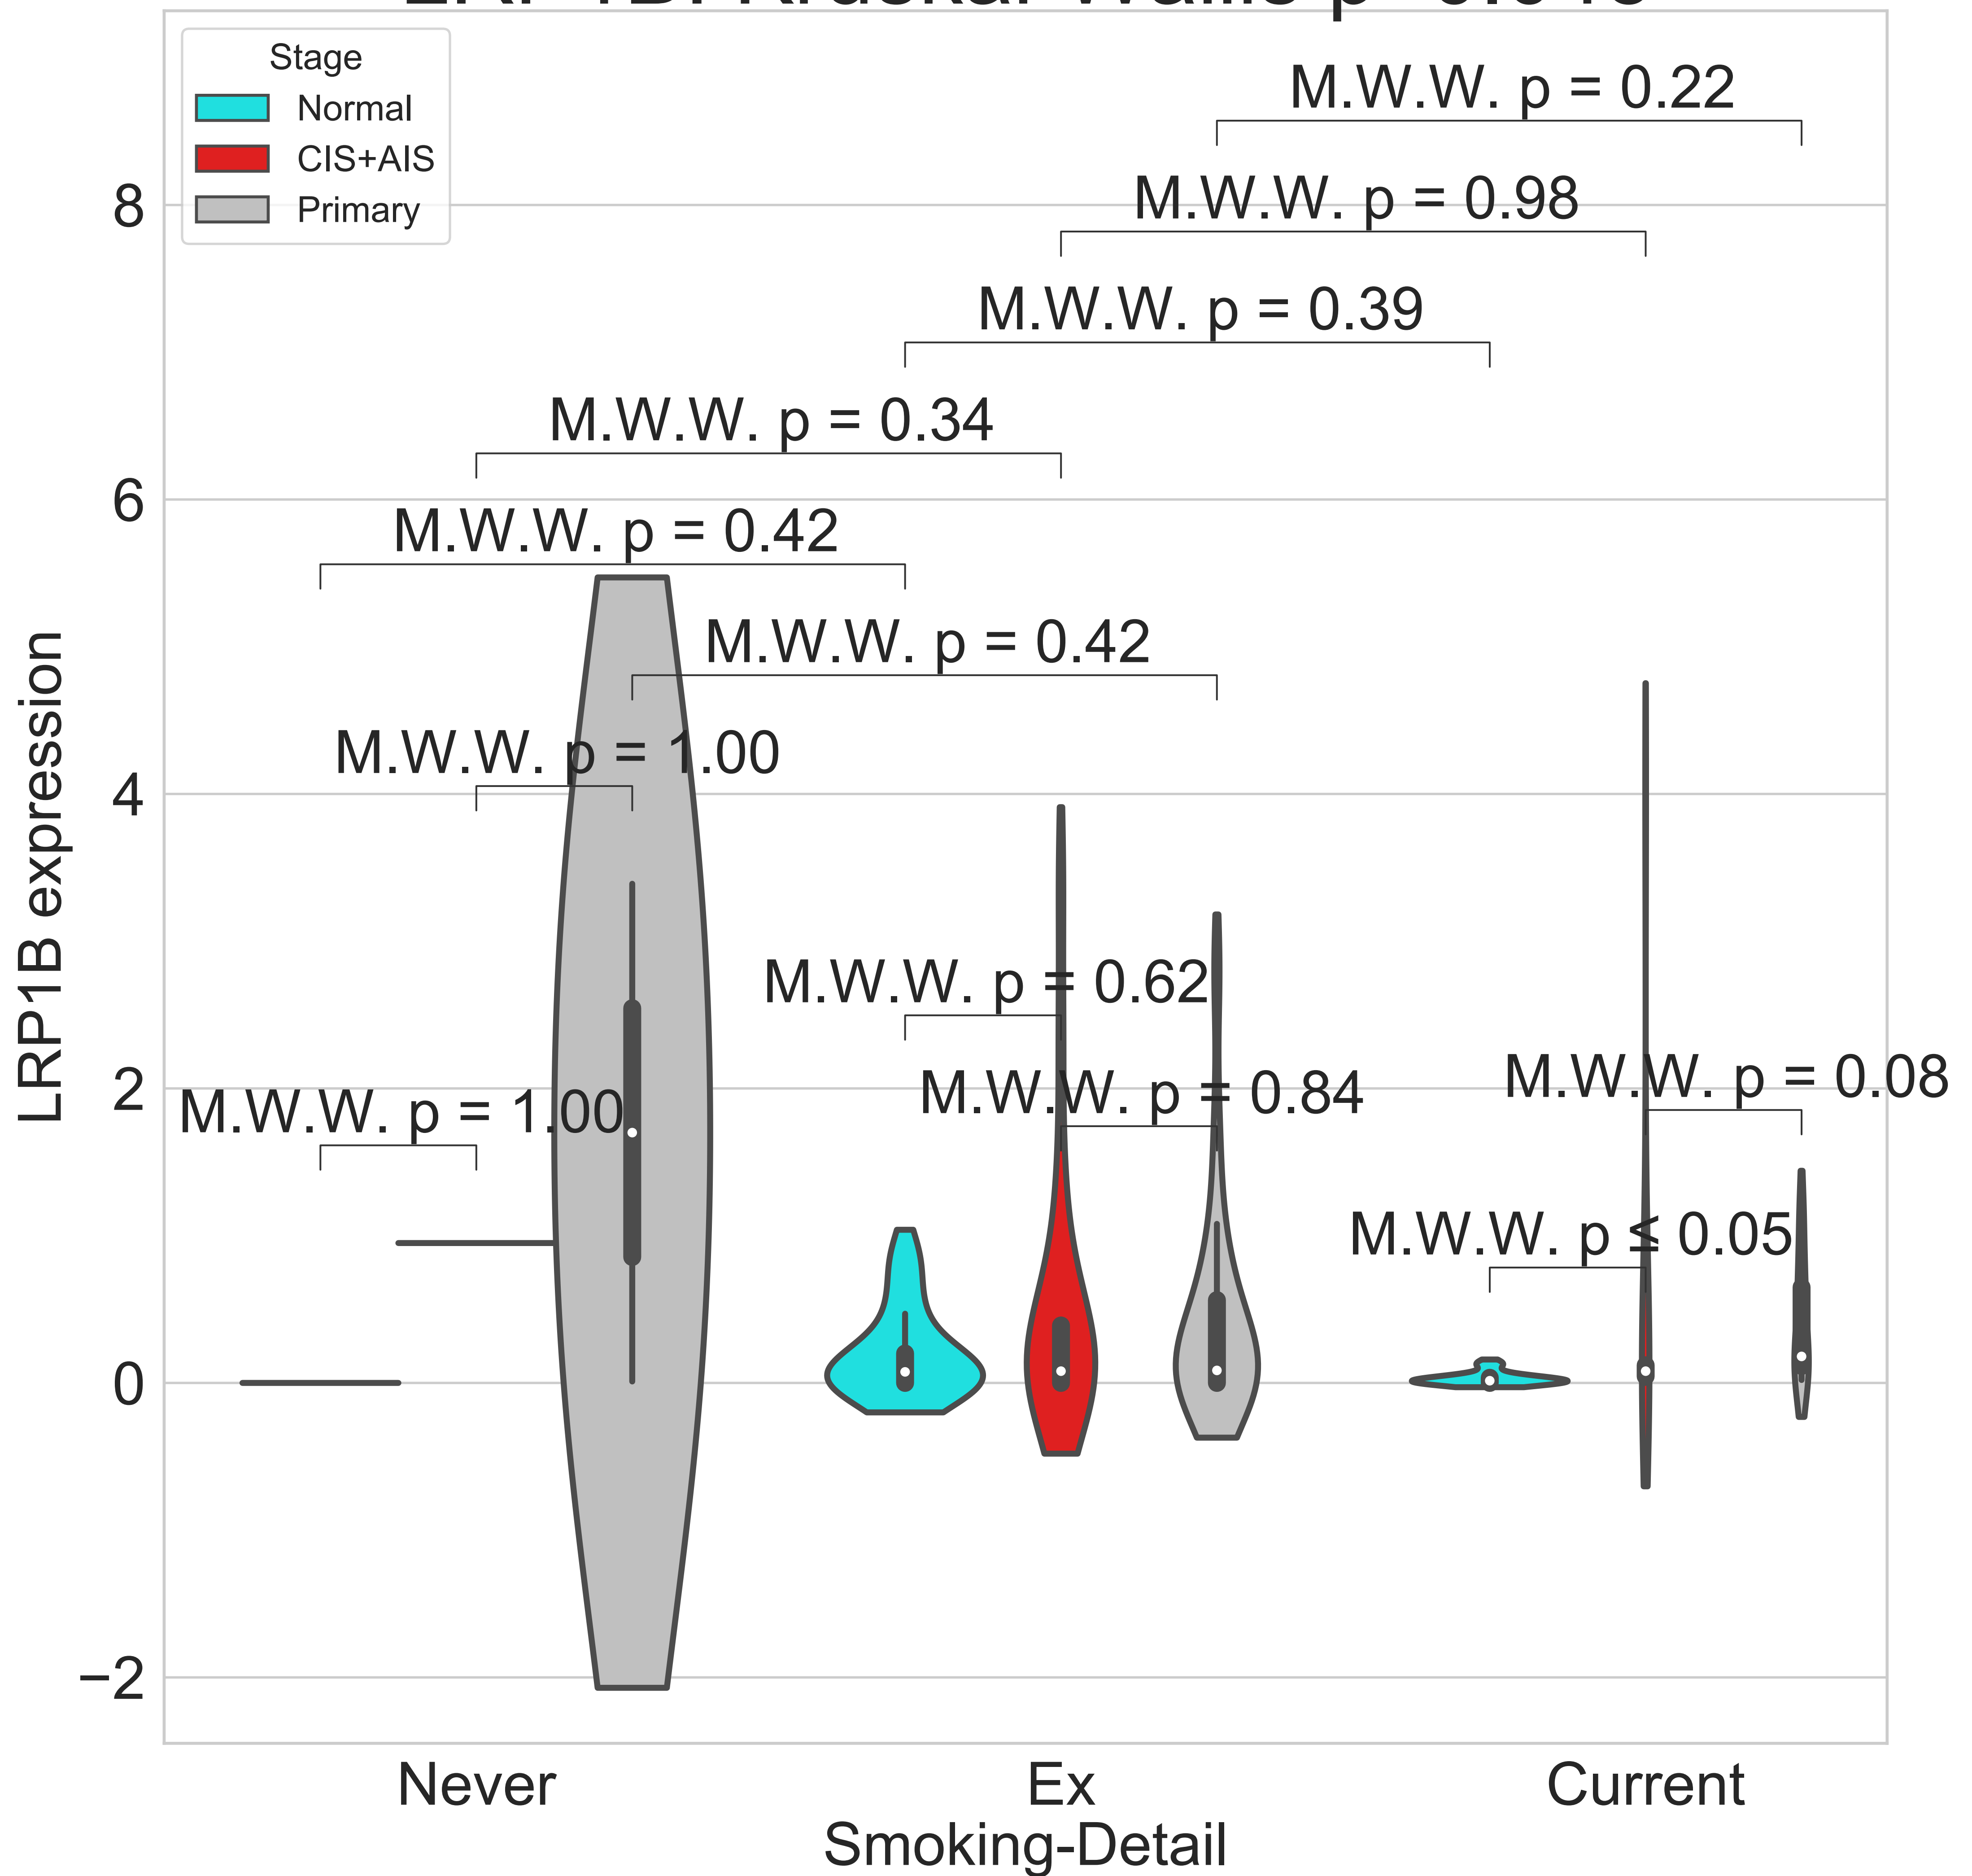 Stage
Normal
CIS+AIS
Primary
M.W.W. p = 0.22
M.W.W. p = 0.98
M.W.W. p = 0.39
M.W.W. p = 0.34
M.W.W. p = 0.42
M.W.W. p = 0.42
M.W.W. p = 1.00
M.W.W. p = 0.62
M.W.W. p = 0.84
M.W.W. p = 0.08
M.W.W. p = 1.00
M.W.W. p ≤ 0.05
8
6
4
2
0
−2
LRP1B expression
Never
Ex
Current
Smoking-Detail